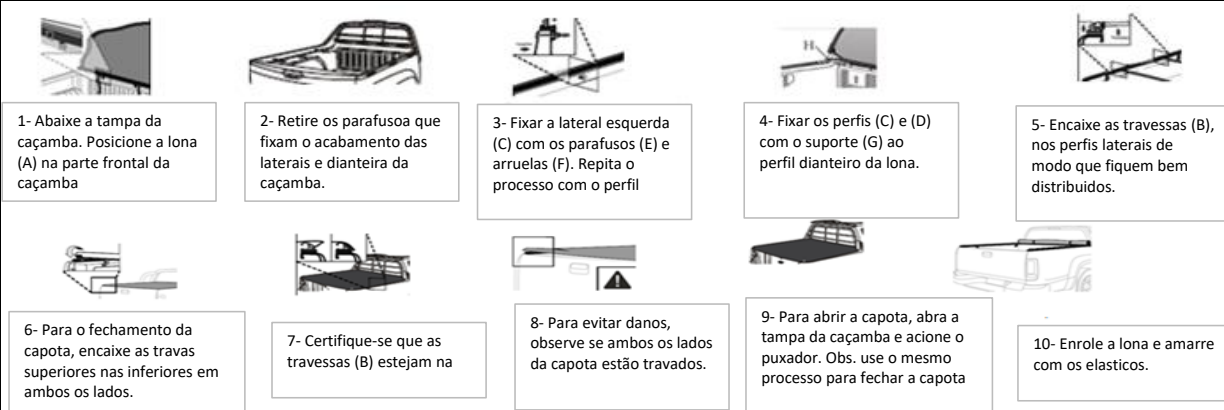 1- Abaixe a tampa da
caçamba. Posicione a lona
(A) na parte frontal da
caçamba
2- Retire os parafusoa que
fixam o acabamento das
laterais e dianteira da
caçamba.
3- Fixar a lateral esquerda
(C) com os parafusos (E) e
arruelas (F). Repita o
processo com o perfil
H
4- Fixar os perfis (C) e (D)
com o suporte (G) ao
perfil dianteiro da lona.
5- Encaixe as travessas (B),
nos perfis laterais de
modo que fiquem bem
distribuidos.
6- Para o fechamento da
capota, encaixe as travas
superiores nas inferiores em
ambos os lados.
7- Certifique-se que as
travessas (B) estejam na
8- Para evitar danos,
observe se ambos os lados
da capota estão travados.
9- Para abrir a capota, abra a
tampa da caçamba e acione o
puxador. Obs. use o mesmo
processo para fechar a capota
10- Enrole a lona e amarre
com os elasticos.